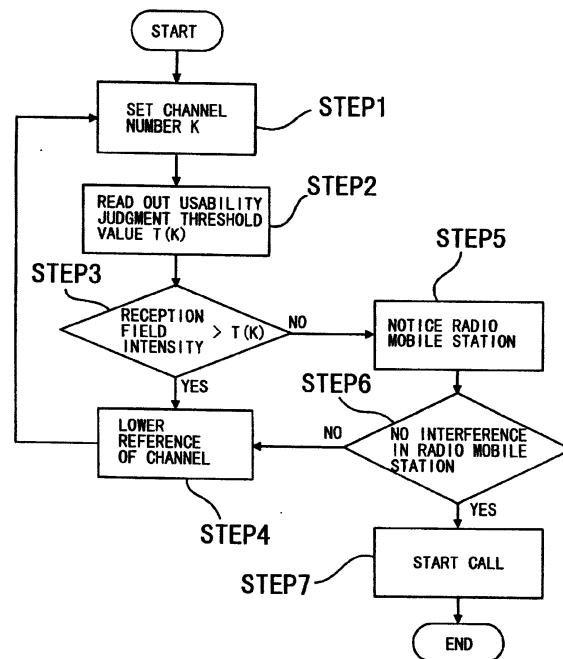 START
SET CHANNEL
NUMBER K
STEP1
READ OUT USABILITY
JUDGMENT THRESHOLD
VALUE T(K)
STEP2
STEP3
RECEPTION
FIELD
INTENSITY
> T(K)
NO
YES
LOWER
REFERENCE
OF CHANNEL
STEP4
STEP5
NOTICE RADIO
MOBILE STATION
STEP6
NO INTERFERENCE
IN RADIO MOBILE
STATION
NO
YES
START CALL
STEP7
END